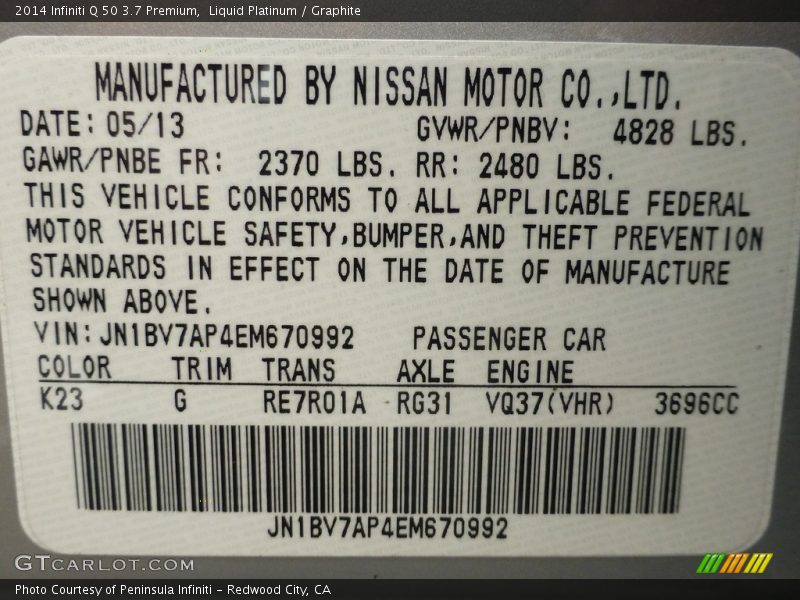 2014 Infiniti Q 50 3.7 Premium,  Liquid Platinum / Graphite
MANUFACTURED BY NISSAN MOTOR CO.,LTD.
DATE: 05/13 GVWR/PNBV: 4828 LBS.
GAWR/PNBE FR: 2370 LBS. RR: 2480 LBS.
THIS VEHICLE CONFORMS TO ALL APPLICABLE FEDERAL
MOTOR VEHICLE SAFETY,BUMPER,AND THEFT PREVENTION
STANDARDS IN EFFECT ON THE DATE OF MANUFACTURE
SHOWN ABOVE.
VIN:JN1BV7AP4EM670992 PASSENGER CAR
COLOR TRIM TRANS AXLE ENGINE
K23 G RE7R01A RG31 VQ37(VHR) 3696CC
JN1BV7AP4EM670992
GTCARLOT.COM
Photo Courtesy of Peninsula Infiniti - Redwood City, CA